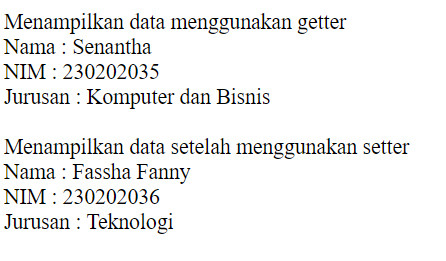 Menampilkan data menggunakan getter
Nama : Senantha
NIM : 230202035
Jurusan : Komputer dan Bisnis
Menampilkan data setelah menggunakan setter
Nama : Fassha Fanny
NIM : 230202036
Jurusan : Teknologi